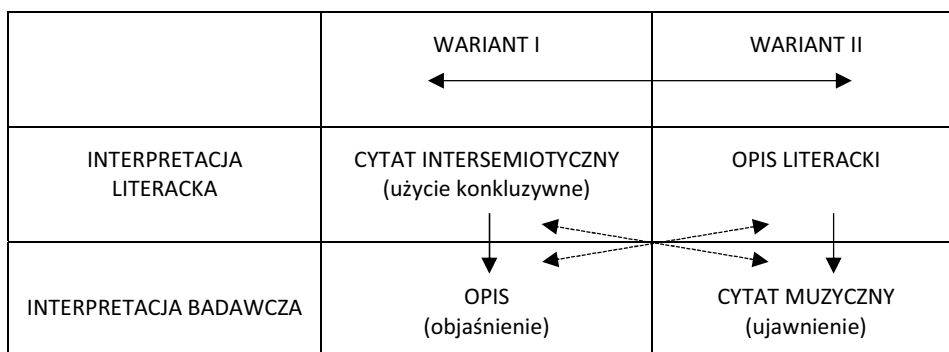 WARIANT I
WARIANT II
INTERPRETACJA
LITERACKA
CYTAT INTERSEMIOTYCZNY
(użycie konkluzywne)
OPIS LITERACKI
INTERPRETACJA BADAWCZA
OPIS
(objaśnienie)
CYTAT MUZYCZNY
(ujawnienie)